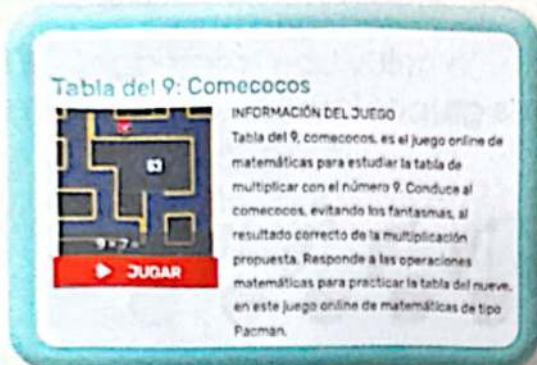 Tabla del 9: Comecocos
INFORMACIÓN DEL JUEGO
Tabla del 9, comecocos, es el juego online de
matemáticas para estudiar la tabla de
multiplicar con el número 9. Conduce al
comecocos, evitando los fantasmas, al
resultado correcto de la multiplicación
propuesta. Responde a las operaciones
matemáticas para practicar la tabla del nueve,
en este juego online de matemáticas de tipo
Pacman.
63
9 x 7 =
JUGAR